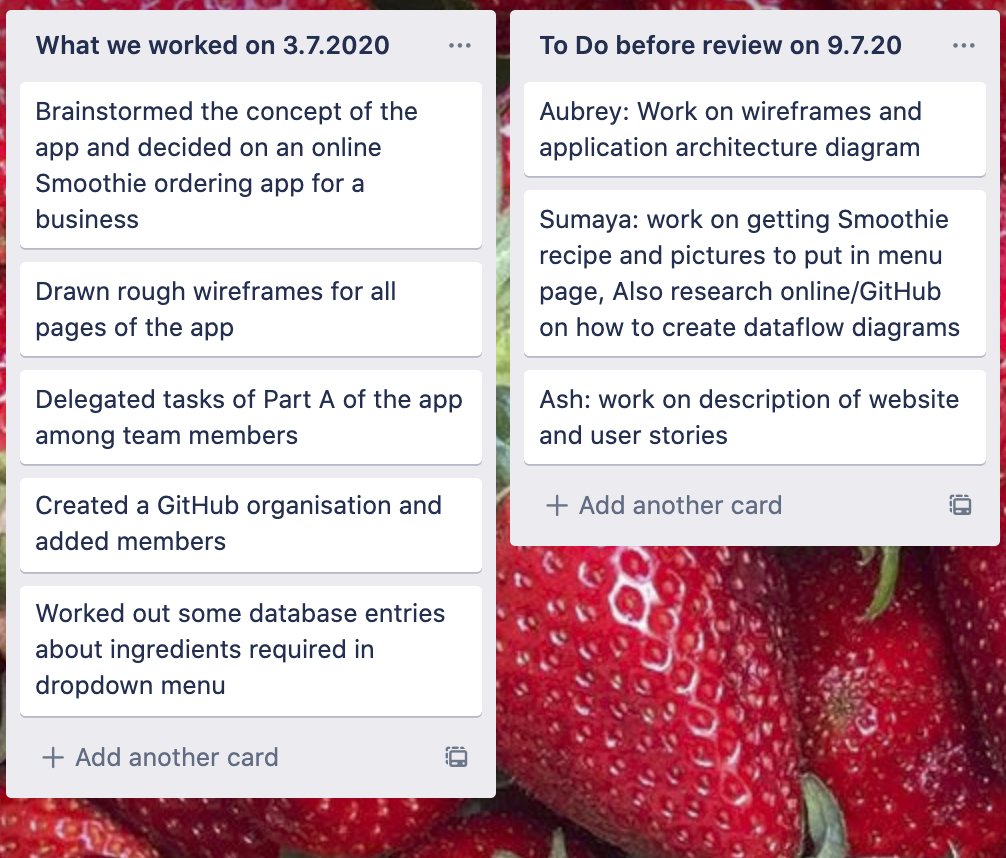 What we worked on 3.7.2020
Brainstormed the concept of the
app and decided on an online
Smoothie ordering app for a
business
Drawn rough wireframes for all
pages of the app
Delegated tasks of Part A of the app
among team members
Created a GitHub organisation and
added members
Worked out some database entries
about ingredients required in
dropdown menu
+ Add another card
To Do before review on 9.7.20
Aubrey: Work on wireframes and
application architecture diagram
Sumaya: work on getting Smoothie
recipe and pictures to put in menu
page, Also research online/GitHub
on how to create dataflow diagrams
Ash: work on description of website
and user stories
+ Add another card